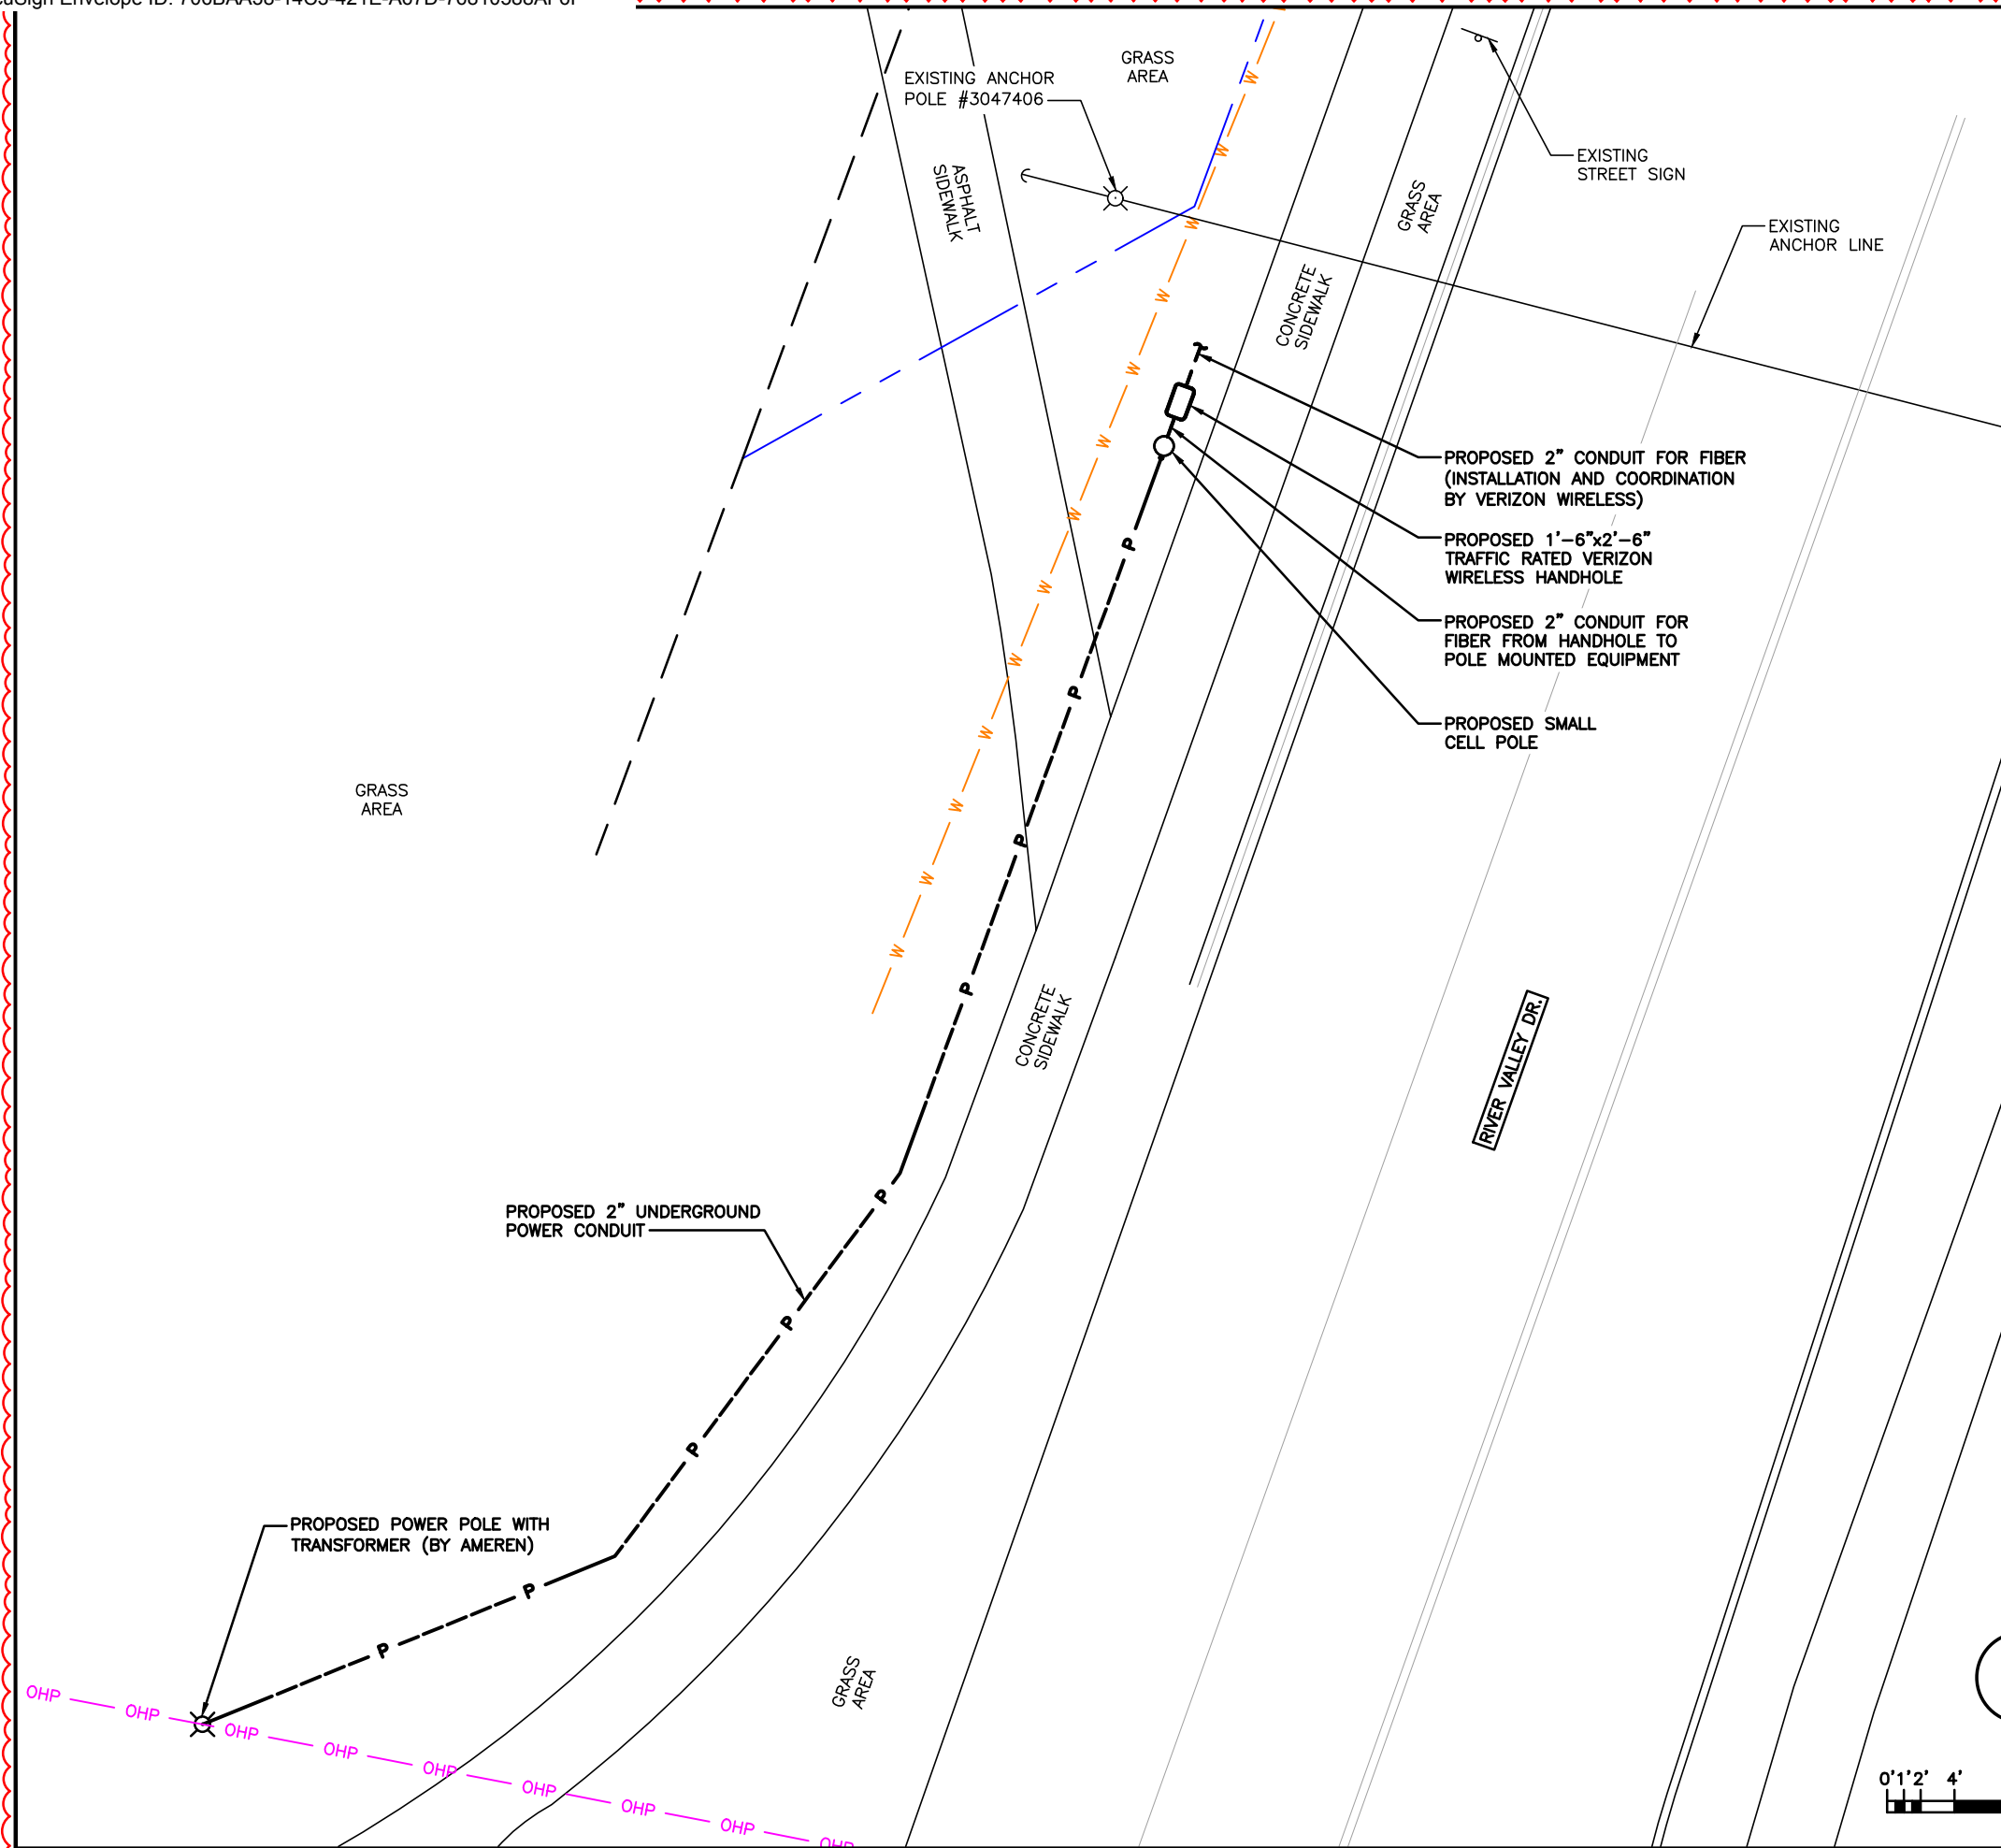 EXISTING ANCHOR
POLE #3047406
GRASS
AREA
EXISTING
STREET SIGN
ASPHALT
SIDEWALK
GRASS
AREA
EXISTING
ANCHOR LINE
CONCRETE
SIDEWALK
W
W
W
W
W
W
W
W
W
W
W
W
W
PROPOSED 2" CONDUIT FOR FIBER
(INSTALLATION AND COORDINATION
BY VERIZON WIRELESS)
PROPOSED 1'-6"x2'-6"
TRAFFIC RATED VERIZON
WIRELESS HANDHOLE
PROPOSED 2" CONDUIT FOR
FIBER FROM HANDHOLE TO
POLE MOUNTED EQUIPMENT
PROPOSED SMALL
CELL POLE
P
P
P
P
P
P
P
P
P
GRASS
AREA
CONCRETE
SIDEWALK
RIVER VALLEY DR.
PROPOSED 2" UNDERGROUND
POWER CONDUIT
PROPOSED POWER POLE WITH
TRANSFORMER (BY AMEREN)
GRASS
AREA
OHP
OHP
OHP
OHP
OHP
OHP
OHP
OHP
OHP
0'1'2' 4'